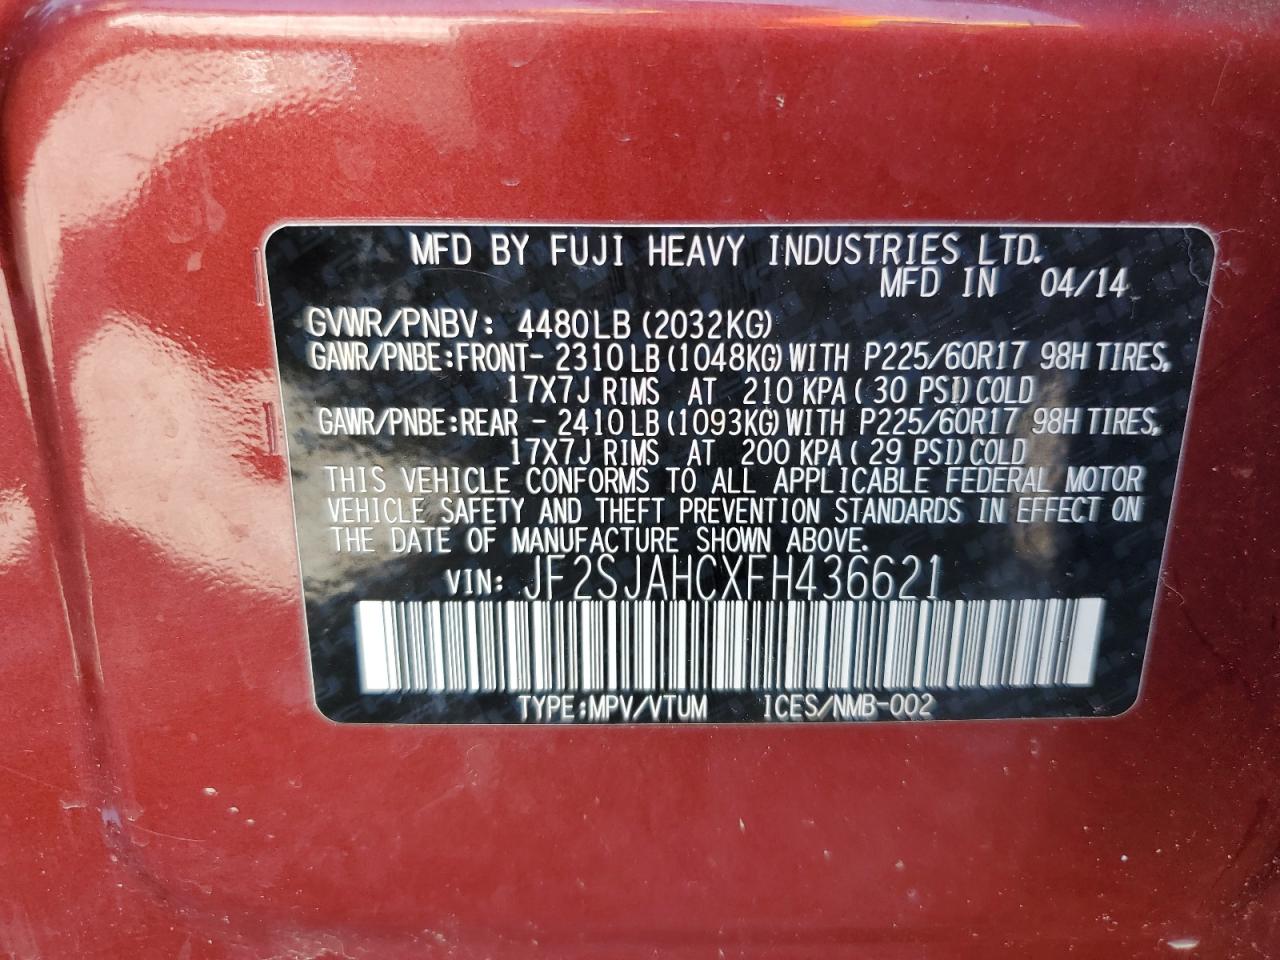 MFD BY FUJI HEAVY INDUSTRIES LTD.
MFD IN 04/14
GVWR/PNBV: 4480LB (2032KG)
GAWR/PNBE:FRONT- 2310LB (1048KG) WITH P225/60R17 98H TIRES,
17X7J RIMS AT 210 KPA ( 30 PSI) COLD
GAWR/PNBE:REAR - 2410LB (1093KG) WITH P225/60R17 98H TIRES,
17X7J RIMS AT 200 KPA ( 29 PSI) COLD
THIS VEHICLE CONFORMS TO ALL APPLICABLE FEDERAL MOTOR
VEHICLE SAFETY AND THEFT PREVENTION STANDARDS IN EFFECT ON
THE DATE OF MANUFACTURE SHOWN ABOVE.
VIN: JF2SJAHCXFH436621
TYPE:MPV/VTUM ICES/NMB-002